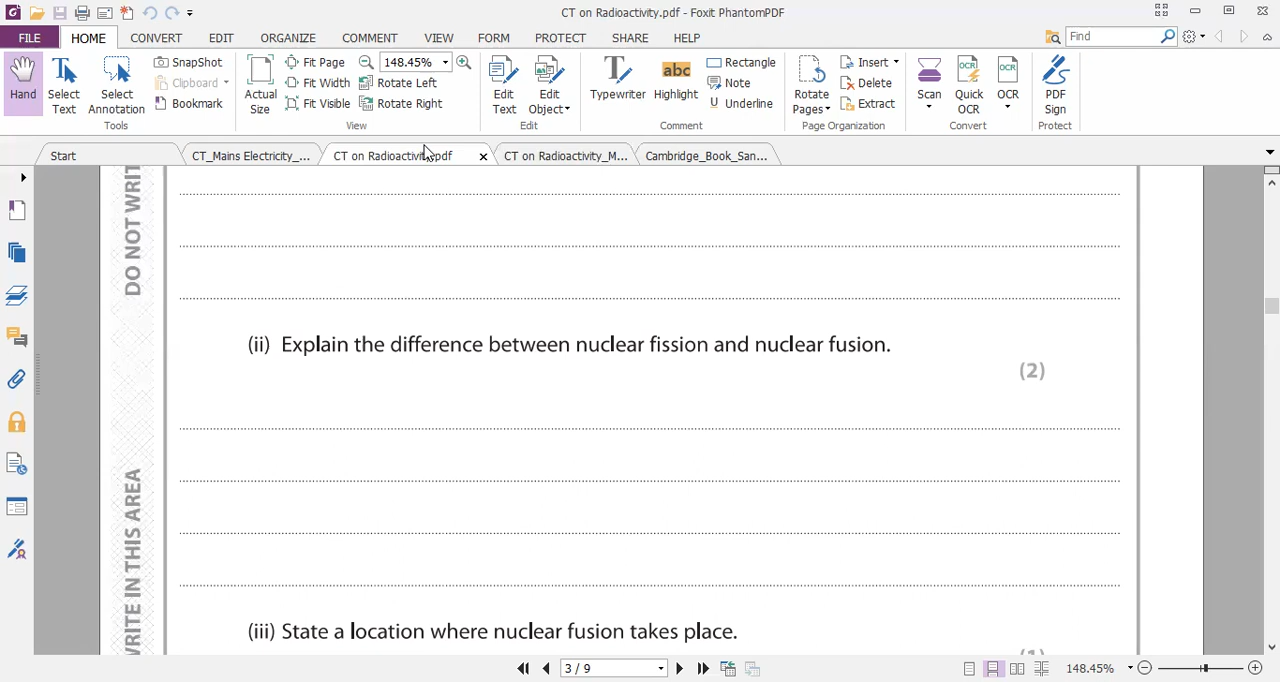 CT on Radioactivity.pdf - Foxit PhantomPDF
FILE HOME CONVERT EDIT ORGANIZE COMMENT VIEW FORM PROTECT SHARE HELP Find
Hand
Select Text
Select Annotation
SnapShot
Clipboard
Bookmark
Tools
Actual Size
Fit Page
Fit Width
Fit Visible
148.45%
Rotate Left
Rotate Right
View
Edit Text
Edit Object
Edit
Typewriter
abc
Highlight
Rectangle
Note
Underline
Comment
Rotate Pages
Insert
Delete
Extract
Page Organization
Scan
OCR
Quick OCR
OCR
OCR
Convert
PDF Sign
Protect
Start CT_Mains Electricity_... CT on Radioactivity.pdf CT on Radioactivity_M... Cambridge_Book_San...
DO NOT WRIT
(ii) Explain the difference between nuclear fission and nuclear fusion.
(2)
WRITE IN THIS AREA
(iii) State a location where nuclear fusion takes place.
(1)
3 / 9
148.45%